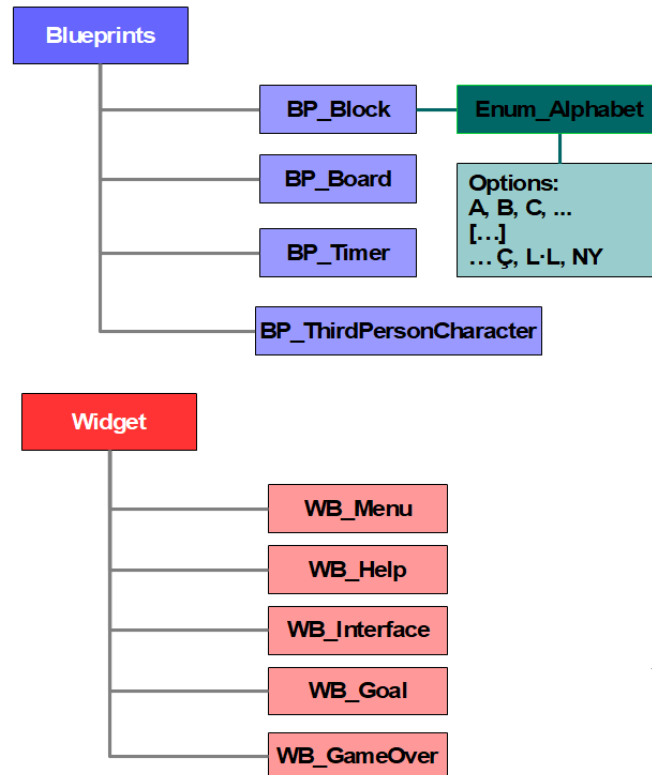 Blueprints
BP_Block
Enum_Alphabet
BP_Board
Options:
A, B, C, ...
[...]
... Ç, L·L, NY
BP_Timer
BP_ThirdPersonCharacter
Widget
WB_Menu
WB_Help
WB_Interface
WB_Goal
WB_GameOver